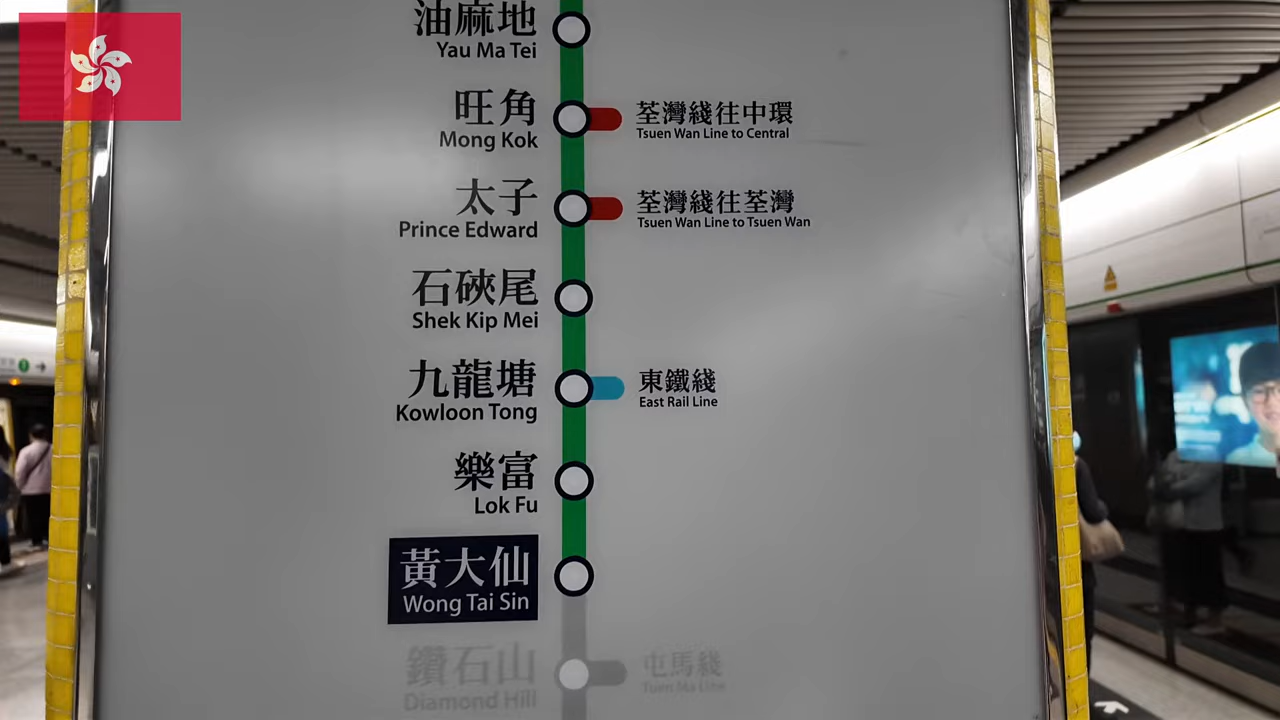 油麻地
Yau Ma Tei
旺角
Mong Kok
荃灣綫往中環
Tsuen Wan Line to Central
太子
Prince Edward
荃灣綫往荃灣
Tsuen Wan Line to Tsuen Wan
石硤尾
Shek Kip Mei
九龍塘
Kowloon Tong
東鐵綫
East Rail Line
樂富
Lok Fu
黃大仙
Wong Tai Sin
鑽石山
Diamond Hill
屯馬綫
Tuen Ma Line